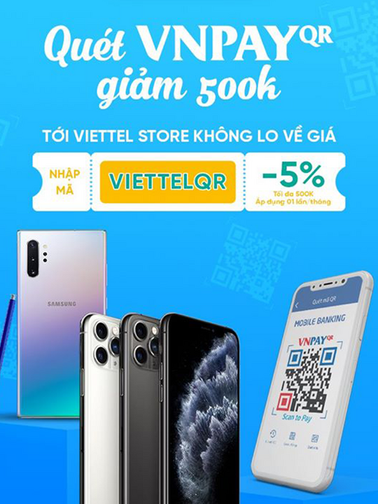 Quét VNPAYQR
giảm 500k
TỚI VIETTEL STORE KHÔNG LO VỀ GIÁ
NHẬP
MÃ
VIETTELQR
-5%
Tối đa 500K
Áp dụng 01 lần/tháng
SAMSUNG
Quét mã QR
MOBILE BANKING
VNPAYQR
Scan to Pay